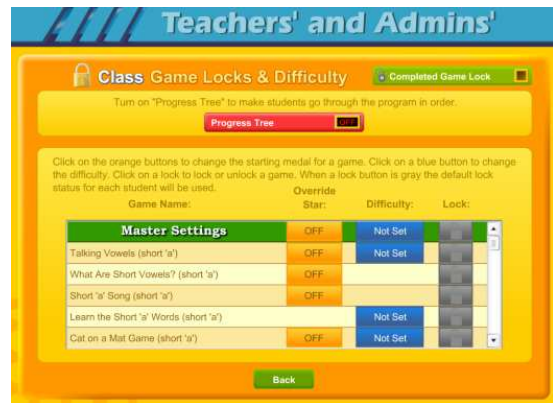 Teachers' and Admins'
Class Game Locks & Difficulty
Completed Game Lock
Turn on "Progress Tree" to make students go through the program in order.
Progress Tree OFF
Click on the orange buttons to change the starting medal for a game. Click on a blue button to change
the difficulty. Click on a lock to lock or unlock a game. When a lock button is gray the default lock
status for each student will be used.
Override
Game Name: Star: Difficulty: Lock:
Master Settings OFF Not Set
Talking Vowels (short 'a') OFF Not Set
What Are Short Vowels? (short 'a') OFF
Short 'a' Song (short 'a') OFF
Learn the Short 'a' Words (short 'a') Not Set
Cat on a Mat Game (short 'a') OFF Not Set
Back